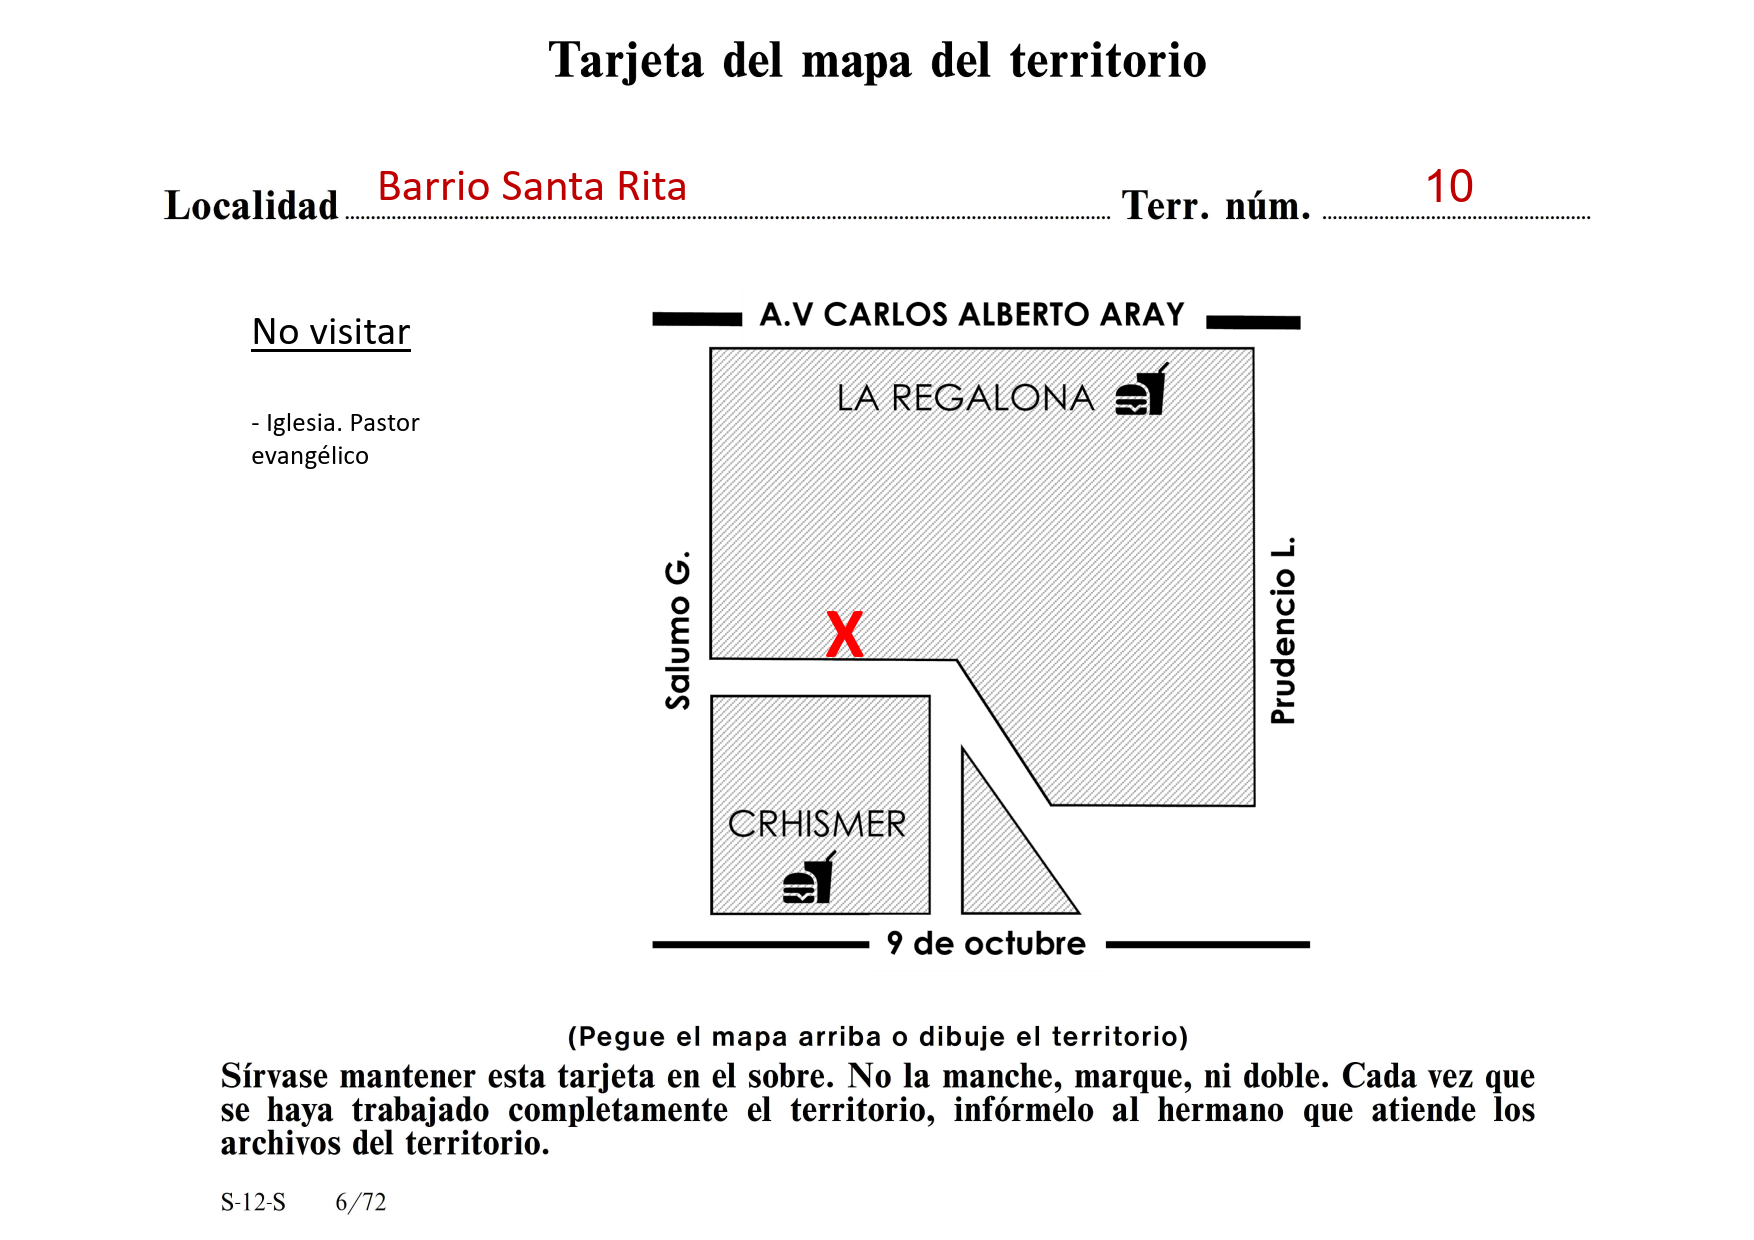 Tarjeta del mapa del territorio
Localidad Barrio Santa Rita Terr. núm. 10
No visitar
- Iglesia. Pastor
evangélico
A.V CARLOS ALBERTO ARAY
LA REGALONA
Salumo G.
Prudencio L.
X
CRHISMER
9 de octubre
(Pegue el mapa arriba o dibuje el territorio)
Sírvase mantener esta tarjeta en el sobre. No la manche, marque, ni doble. Cada vez que
se haya trabajado completamente el territorio, infórmelo al hermano que atiende los
archivos del territorio.
S-12-S 6/72